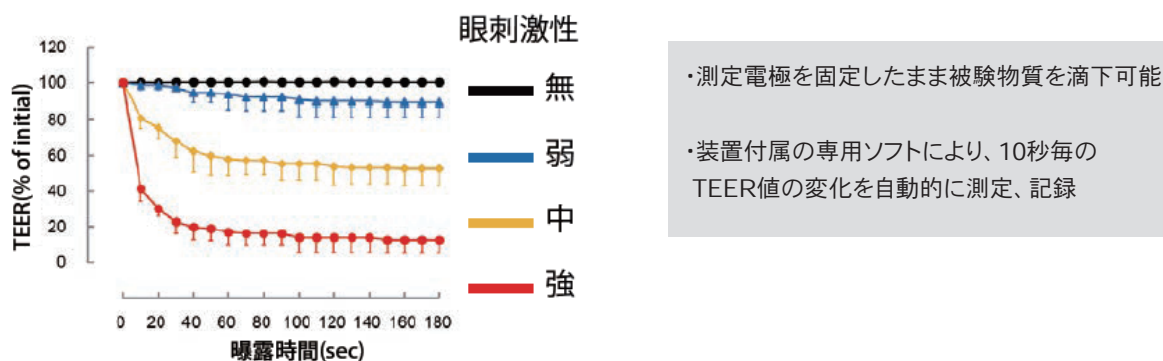 眼刺激性
120
100
80
60
40
20
0
TEER(% of initial)
0 20 40 60 80 100 120 140 160 180
曝露時間(sec)
無
弱
中
強
・測定電極を固定したまま被験物質を滴下可能
・装置付属の専用ソフトにより、10秒毎の
TEER値の変化を自動的に測定、記録